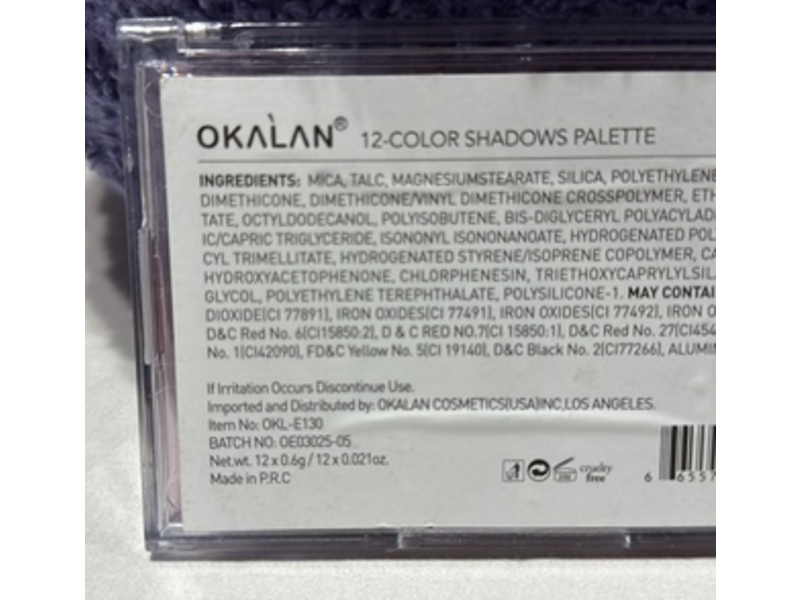 OKALAN® 12-COLOR SHADOWS PALETTE
INGREDIENTS: MICA, TALC, MAGNESIUMSTEARATE, SILICA, POLYETHYLENE
DIMETHICONE, DIMETHICONE/VINYL DIMETHICONE CROSSPOLYMER, ETH
TATE, OCTYLDODECANOL, POLYISOBUTENE, BIS-DIGLYCERYL POLYACYLAD
IC/CAPRIC TRIGLYCERIDE, ISONONYL ISONONANOATE, HYDROGENATED POL
CYL TRIMELLITATE, HYDROGENATED STYRENE/ISOPRENE COPOLYMER, CA
HYDROXYACETOPHENONE, CHLORPHENESIN, TRIETHOXYCAPRYLYLSIL
GLYCOL, POLYETHYLENE TEREPHTHALATE, POLYSILICONE-1. MAY CONTAI
DIOXIDE(CI 77891), IRON OXIDES(CI 77491), IRON OXIDES(CI 77492), IRON O
D&C Red No. 6(CI15850:2), D & C RED NO.7(CI 15850:1), D&C Red No. 27(CI454
No. 1(CI42090), FD&C Yellow No. 5(CI 19140), D&C Black No. 2(CI77266), ALUMI
If Irritation Occurs Discontinue Use.
Imported and Distributed by: OKALAN COSMETICS(USA)INC,LOS ANGELES.
Item No: OKL-E130
BATCH NO: OE03025-05
Net.wt. 12 x 0.6g / 12 x 0.021oz.
Made in P.R.C
cruelty
free
6 6557